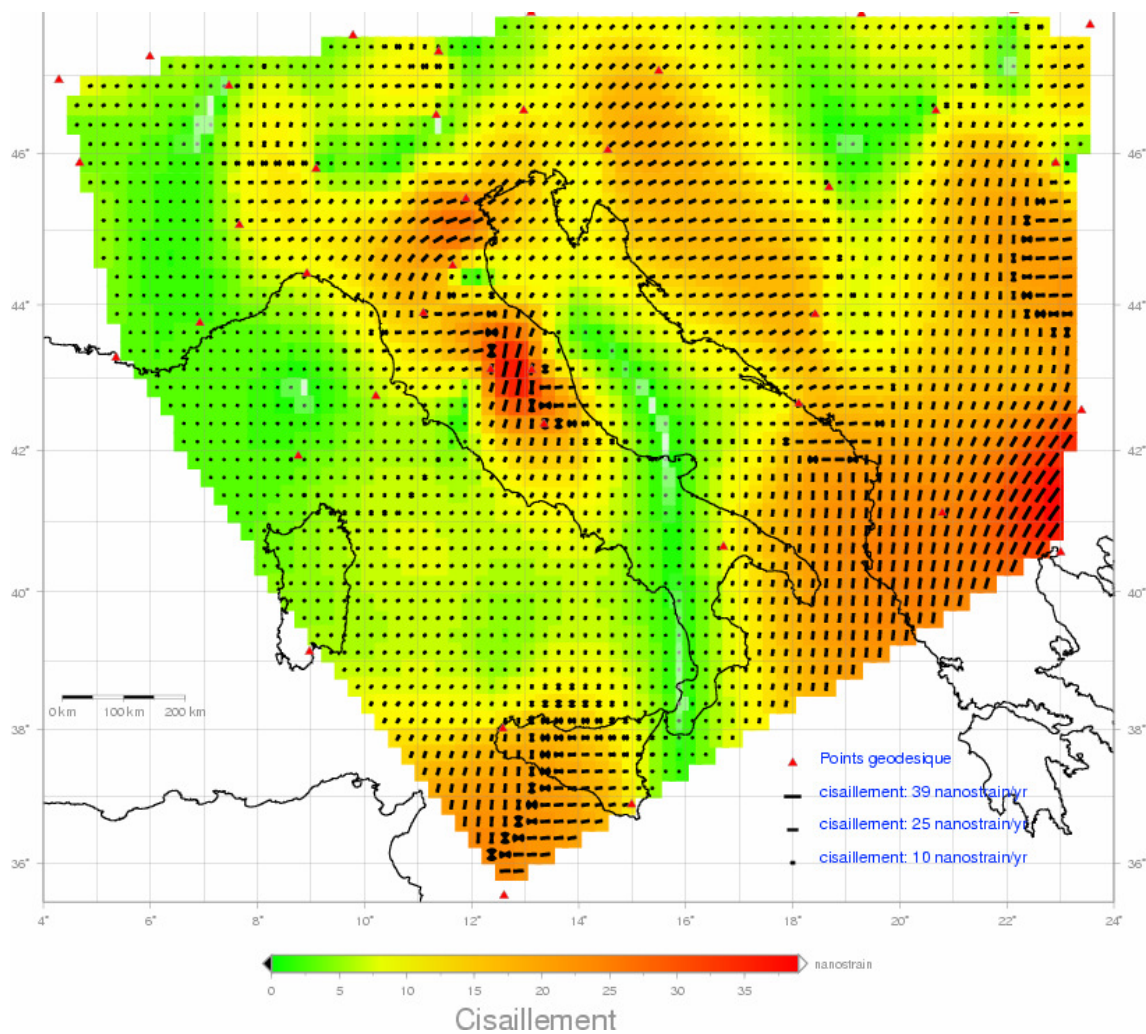 46°
46°
44°
44°
42°
42°
40°
40°
0 km 100 km 200 km
38°
38°
Points geodesique
cisaillement: 39 nanostrain/yr
cisaillement: 25 nanostrain/yr
cisaillement: 10 nanostrain/yr
36°
36°
4° 6° 8° 10° 12° 14° 16° 18° 20° 22° 24°
nanostrain
0 5 10 15 20 25 30 35
Cisaillement